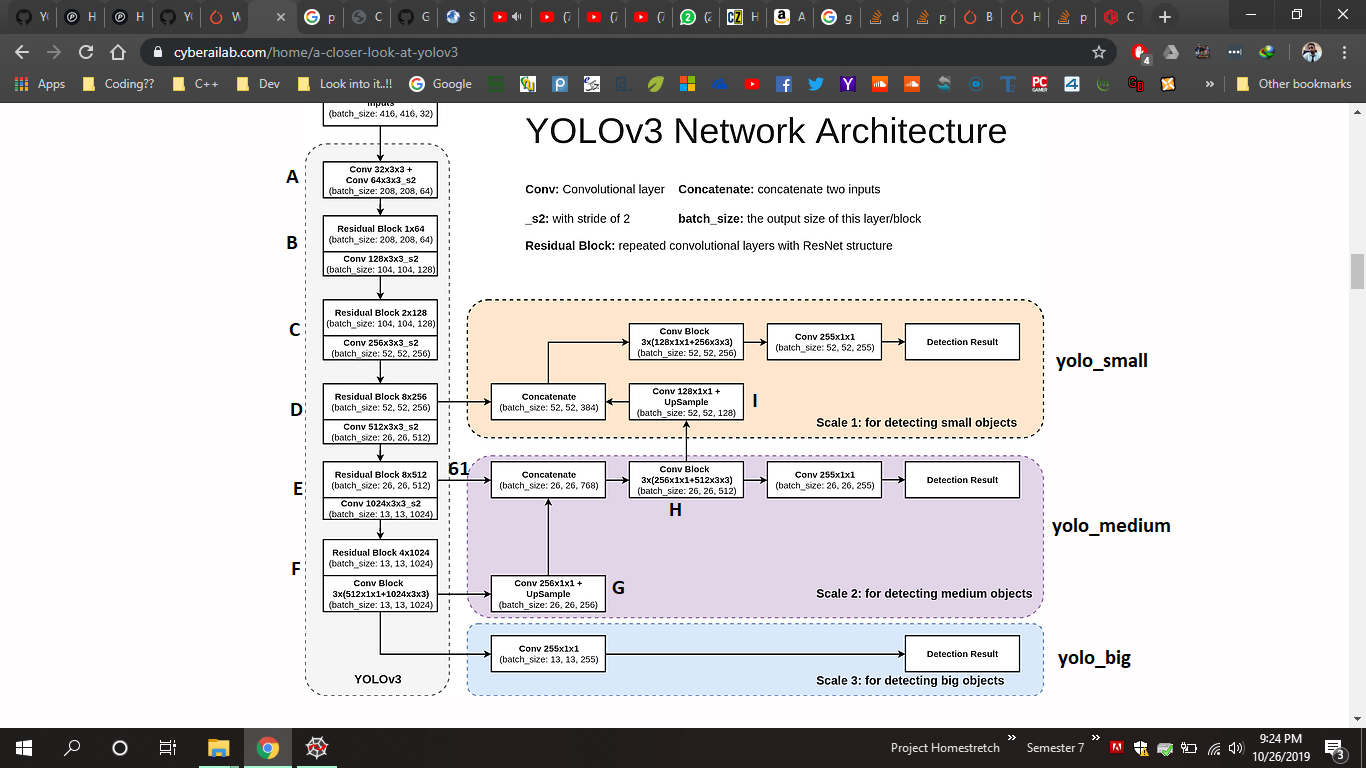 Y(
H
H
Y(
W
p
C
G
S
(7
(7
(7
(2
H
A
g
d
p
B
H
p
C
cyberailab.com/home/a-closer-look-at-yolov3
4
Apps
Coding??
C++
Dev
Look into it..!!
Google
Other bookmarks
Inputs
(batch_size: 416, 416, 32)
YOLOv3 Network Architecture
Conv: Convolutional layer
Concatenate: concatenate two inputs
_s2: with stride of 2
batch_size: the output size of this layer/block
Residual Block: repeated convolutional layers with ResNet structure
A
Conv 32x3x3 +
Conv 64x3x3_s2
(batch_size: 208, 208, 64)
B
Residual Block 1x64
(batch_size: 208, 208, 64)
Conv 128x3x3_s2
(batch_size: 104, 104, 128)
C
Residual Block 2x128
(batch_size: 104, 104, 128)
Conv 256x3x3_s2
(batch_size: 52, 52, 256)
D
Residual Block 8x256
(batch_size: 52, 52, 256)
Conv 512x3x3_s2
(batch_size: 26, 26, 512)
E
Residual Block 8x512
(batch_size: 26, 26, 512)
61
Conv 1024x3x3_s2
(batch_size: 13, 13, 1024)
F
Residual Block 4x1024
(batch_size: 13, 13, 1024)
Conv Block
3x(512x1x1+1024x3x3)
(batch_size: 13, 13, 1024)
YOLOv3
Conv Block
3x(128x1x1+256x3x3)
(batch_size: 52, 52, 256)
Conv 255x1x1
(batch_size: 52, 52, 255)
Detection Result
Concatenate
(batch_size: 52, 52, 384)
Conv 128x1x1 +
UpSample
(batch_size: 52, 52, 128)
I
Scale 1: for detecting small objects
yolo_small
Concatenate
(batch_size: 26, 26, 768)
Conv Block
3x(256x1x1+512x3x3)
(batch_size: 26, 26, 512)
Conv 255x1x1
(batch_size: 26, 26, 255)
Detection Result
H
Conv 256x1x1 +
UpSample
(batch_size: 26, 26, 256)
G
Scale 2: for detecting medium objects
yolo_medium
Conv 255x1x1
(batch_size: 13, 13, 255)
Detection Result
Scale 3: for detecting big objects
yolo_big
Project Homestretch
Semester 7
9:24 PM
10/26/2019
3